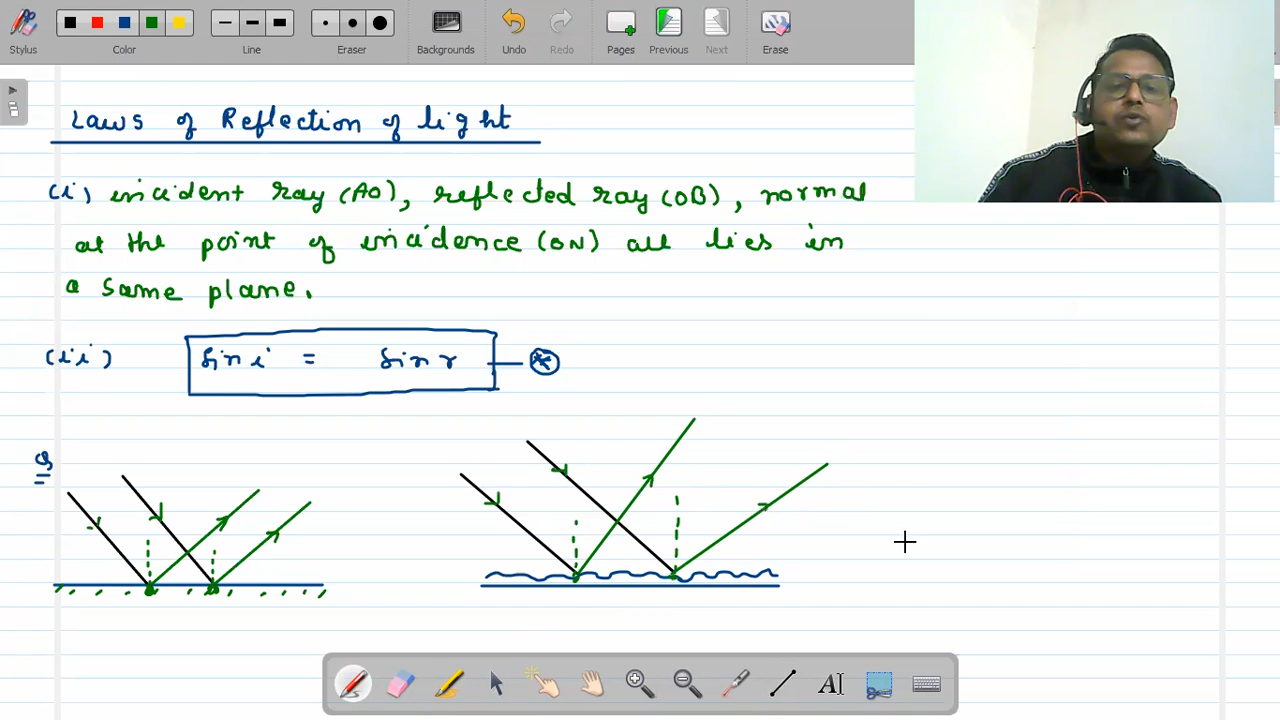 Stylus Color Line Eraser Backgrounds Undo Redo Pages Previous Next Erase
Laws of Reflection of light
(i) incident ray (AO), reflected ray (OB), normal
at the point of incidence (ON) all lies in
a same plane.
(ii) Sin i = Sin r
Q
A